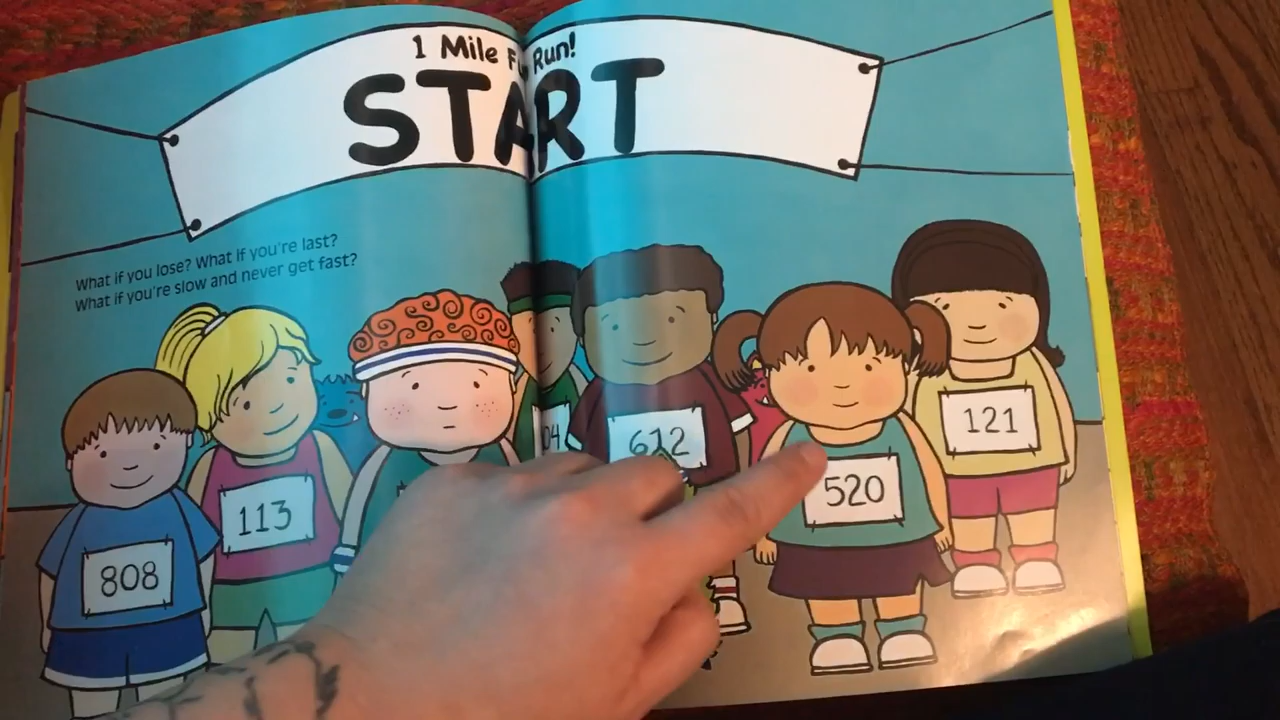 1 Mile Run!
START
What if you lose? What if you're last?
What if you're slow and never get fast?
808
113
04
612
520
121